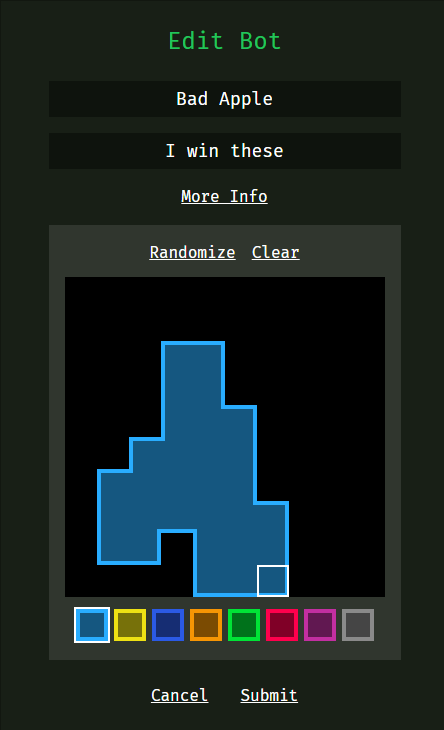 Edit Bot
Bad Apple
I win these
More Info
Randomize Clear
Cancel Submit